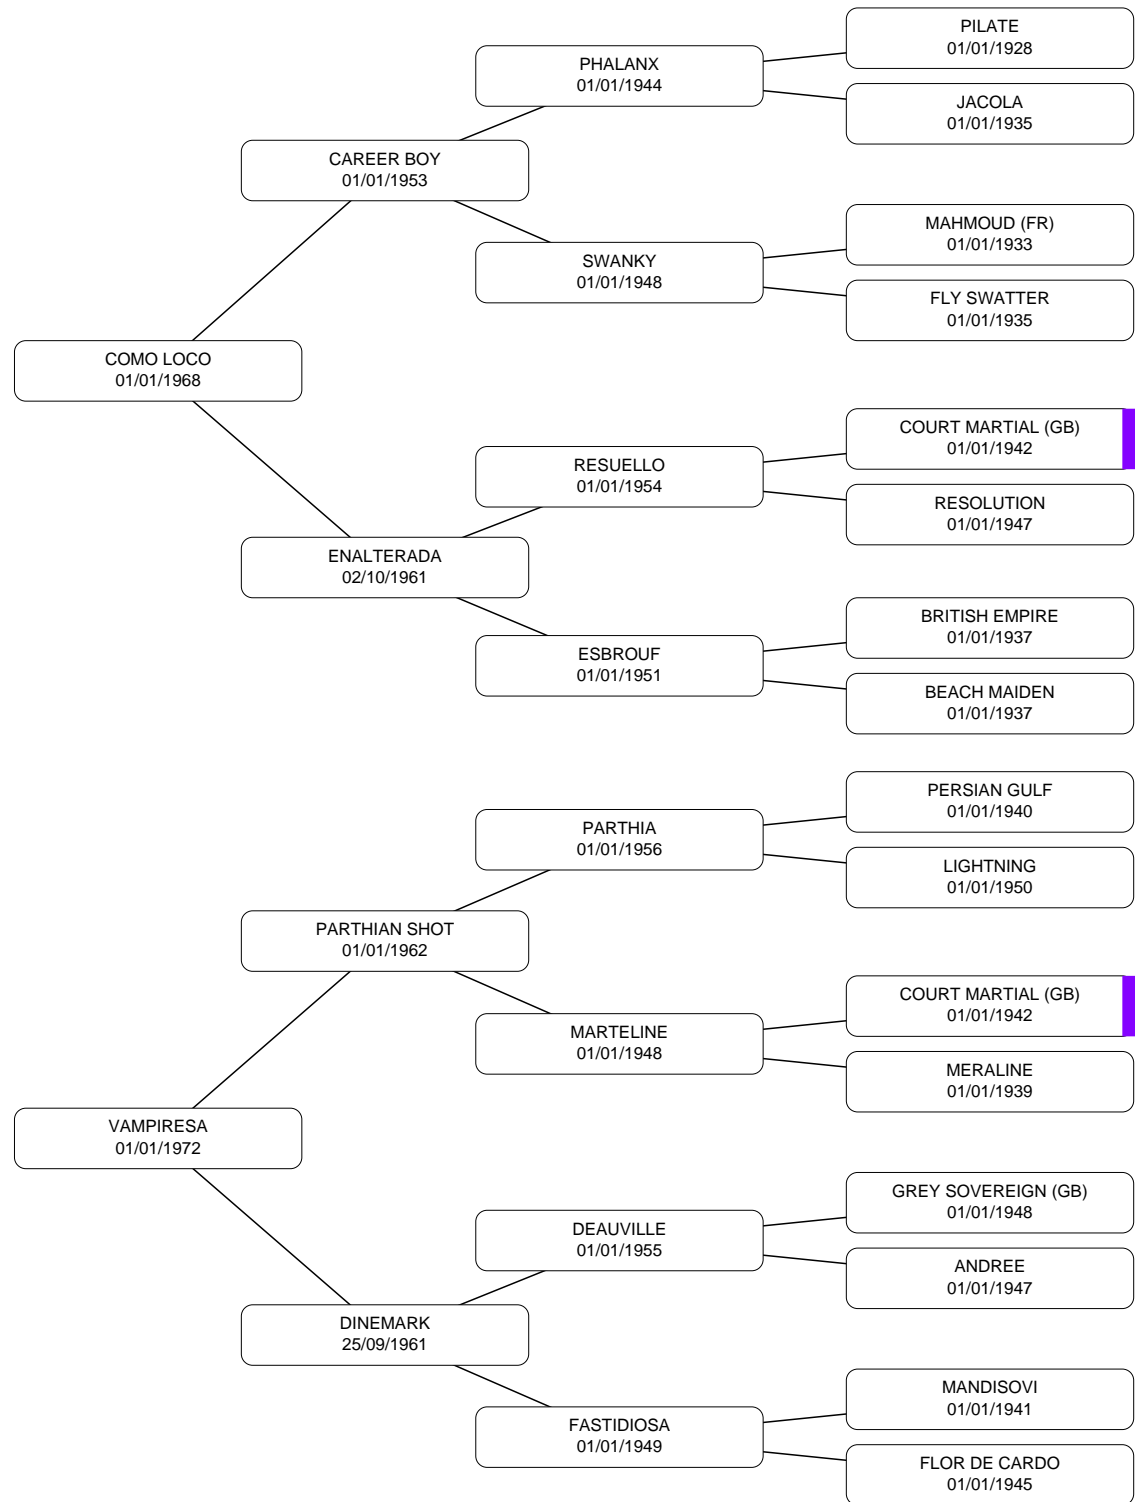 PILATE
01/01/1928
PHALANX
01/01/1944
JACOLA
01/01/1935
CAREER BOY
01/01/1953
MAHMOUD (FR)
01/01/1933
SWANKY
01/01/1948
FLY SWATTER
01/01/1935
COMO LOCO
01/01/1968
COURT MARTIAL (GB)
01/01/1942
RESUELLO
01/01/1954
RESOLUTION
01/01/1947
ENALTERADA
02/10/1961
BRITISH EMPIRE
01/01/1937
ESBROUF
01/01/1951
BEACH MAIDEN
01/01/1937
PERSIAN GULF
01/01/1940
PARTHIA
01/01/1956
LIGHTNING
01/01/1950
PARTHIAN SHOT
01/01/1962
COURT MARTIAL (GB)
01/01/1942
MARTELINE
01/01/1948
MERALINE
01/01/1939
VAMPIRESA
01/01/1972
GREY SOVEREIGN (GB)
01/01/1948
DEAUVILLE
01/01/1955
ANDREE
01/01/1947
DINEMARK
25/09/1961
MANDISOVI
01/01/1941
FASTIDIOSA
01/01/1949
FLOR DE CARDO
01/01/1945